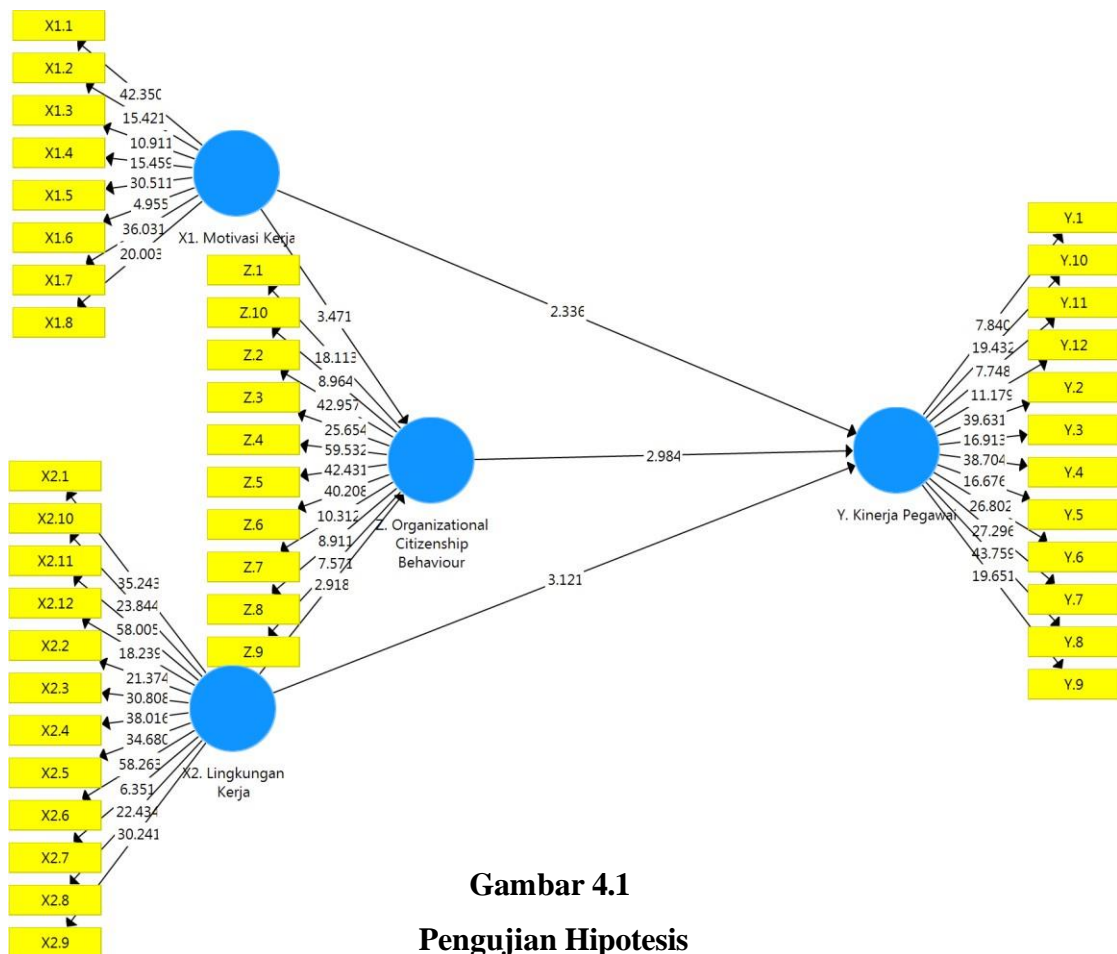 X1.1
X1.2
X1.3
X1.4
X1.5
X1.6
X1.7
X1.8
42.350
15.421
10.911
15.459
30.511
4.955
36.031
20.003
X1. Motivasi Kerja
Z.1
Z.10
Z.2
Z.3
Z.4
Z.5
Z.6
Z.7
Z.8
Z.9
3.471
18.113
8.964
42.957
25.654
59.532
42.431
40.208
10.312
8.911
7.571
2.918
Z. Organizational
Citizenship
Behaviour
2.336
2.984
3.121
X2.1
X2.10
X2.11
X2.12
X2.2
X2.3
X2.4
X2.5
X2.6
X2.7
X2.8
X2.9
35.243
23.844
58.005
18.239
21.374
30.808
38.016
34.680
58.263
6.351
22.434
30.241
X2. Lingkungan
Kerja
Y.1
Y.10
Y.11
Y.12
Y.2
Y.3
Y.4
Y.5
Y.6
Y.7
Y.8
Y.9
7.840
19.432
7.748
11.179
39.631
16.913
38.704
16.676
26.802
27.296
43.759
19.651
Y. Kinerja Pegawai
Gambar 4.1
Pengujian Hipotesis